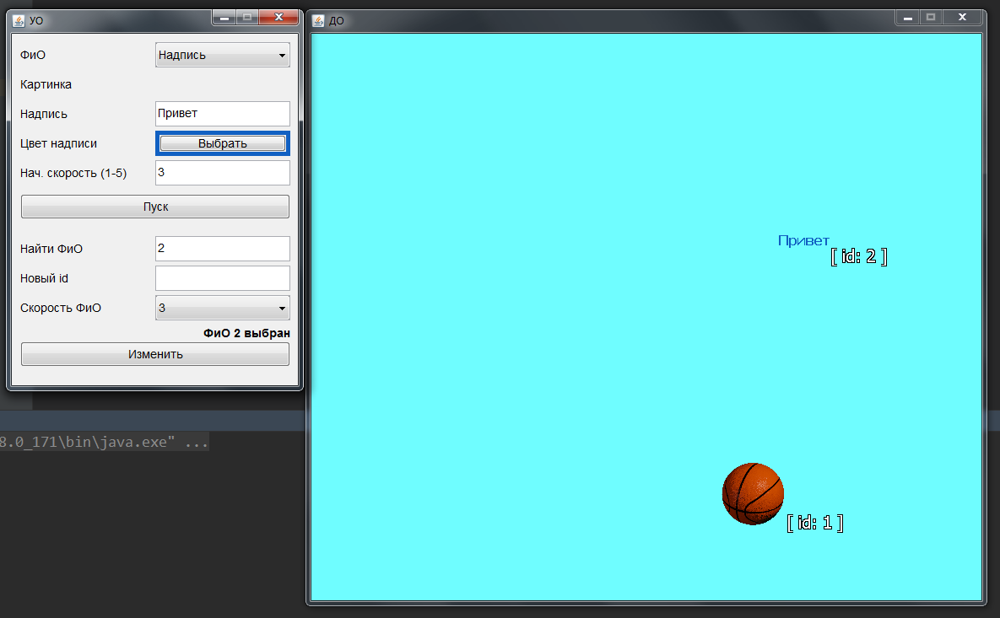 УО
ФиО
Надпись
Картинка
Надпись
Привет
Цвет надписи
Выбрать
Нач. скорость (1-5)
3
Пуск
Найти ФиО
2
Новый id
Скорость ФиО
3
ФиО 2 выбран
Изменить
8.0_171\bin\java.exe" ...
ДО
Привет
[ id: 2 ]
[ id: 1 ]